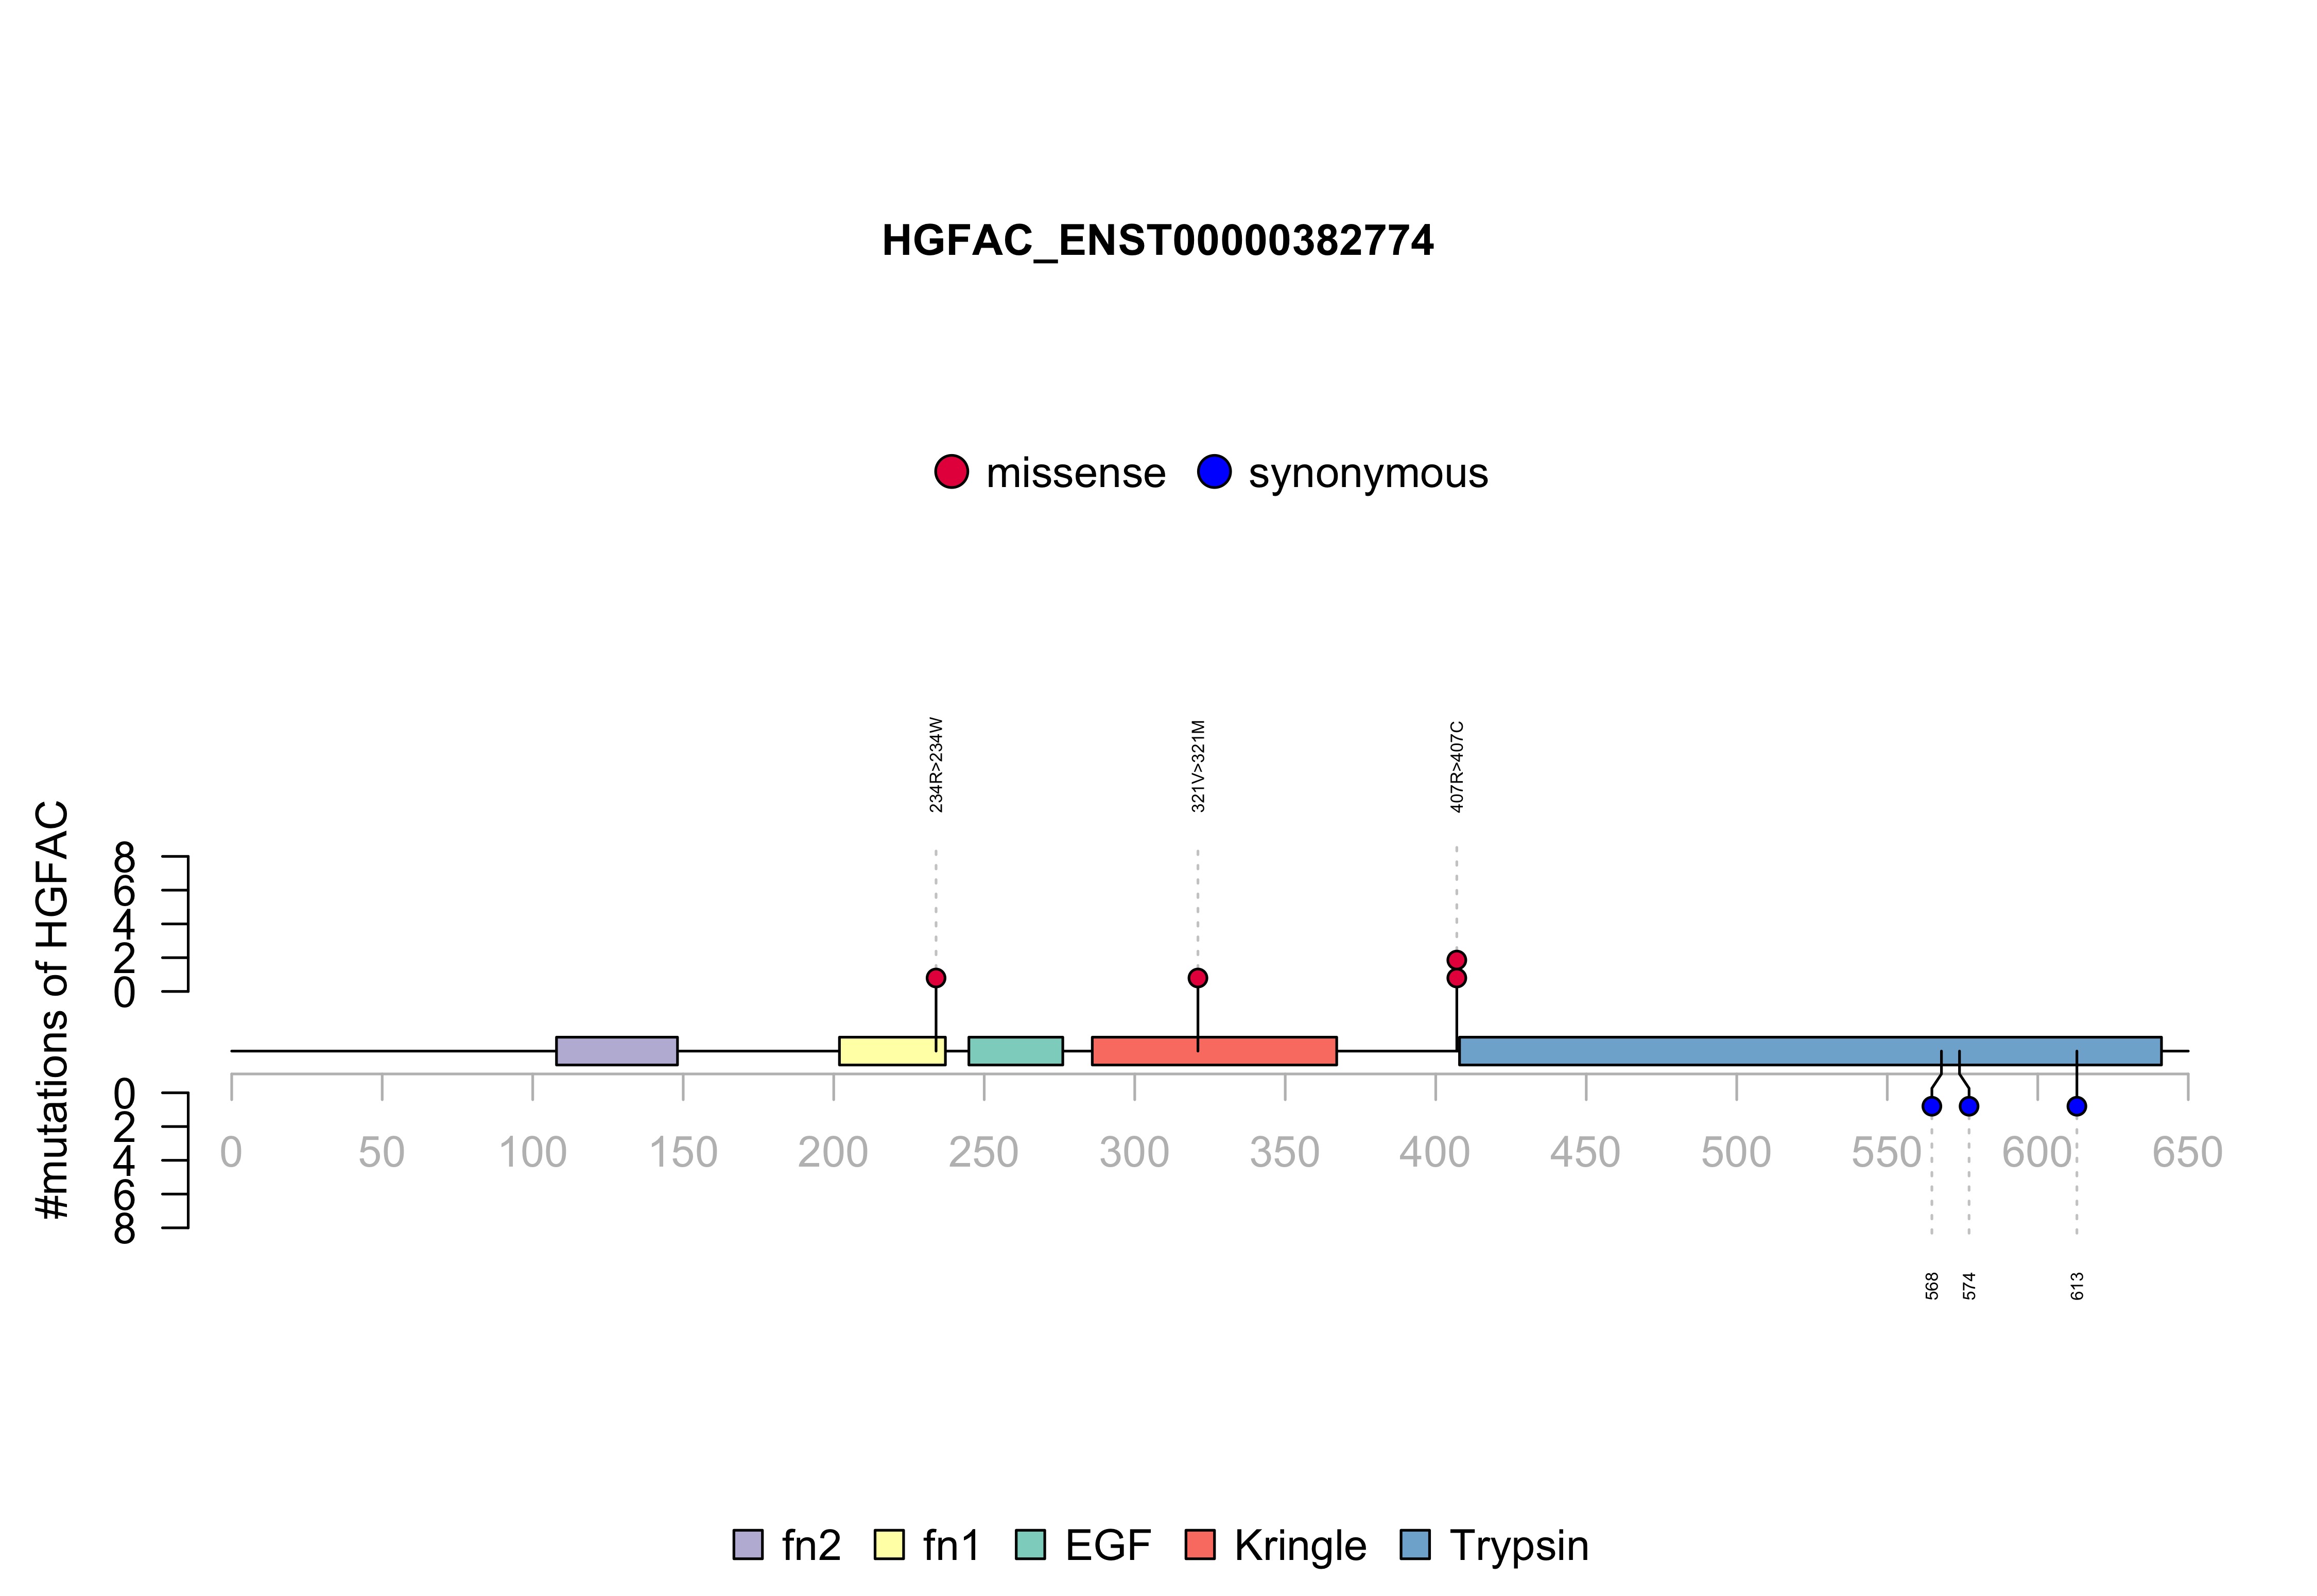 HGFAC_ENST00000382774
missense synonymous
234R>234W 321V>321M 407R>407C
#mutations of HGFAC
8
6
4
2
0
0
2
4
6
8
0 50 100 150 200 250 300 350 400 450 500 550 600 650
568 574 613
fn2 fn1 EGF Kringle Trypsin